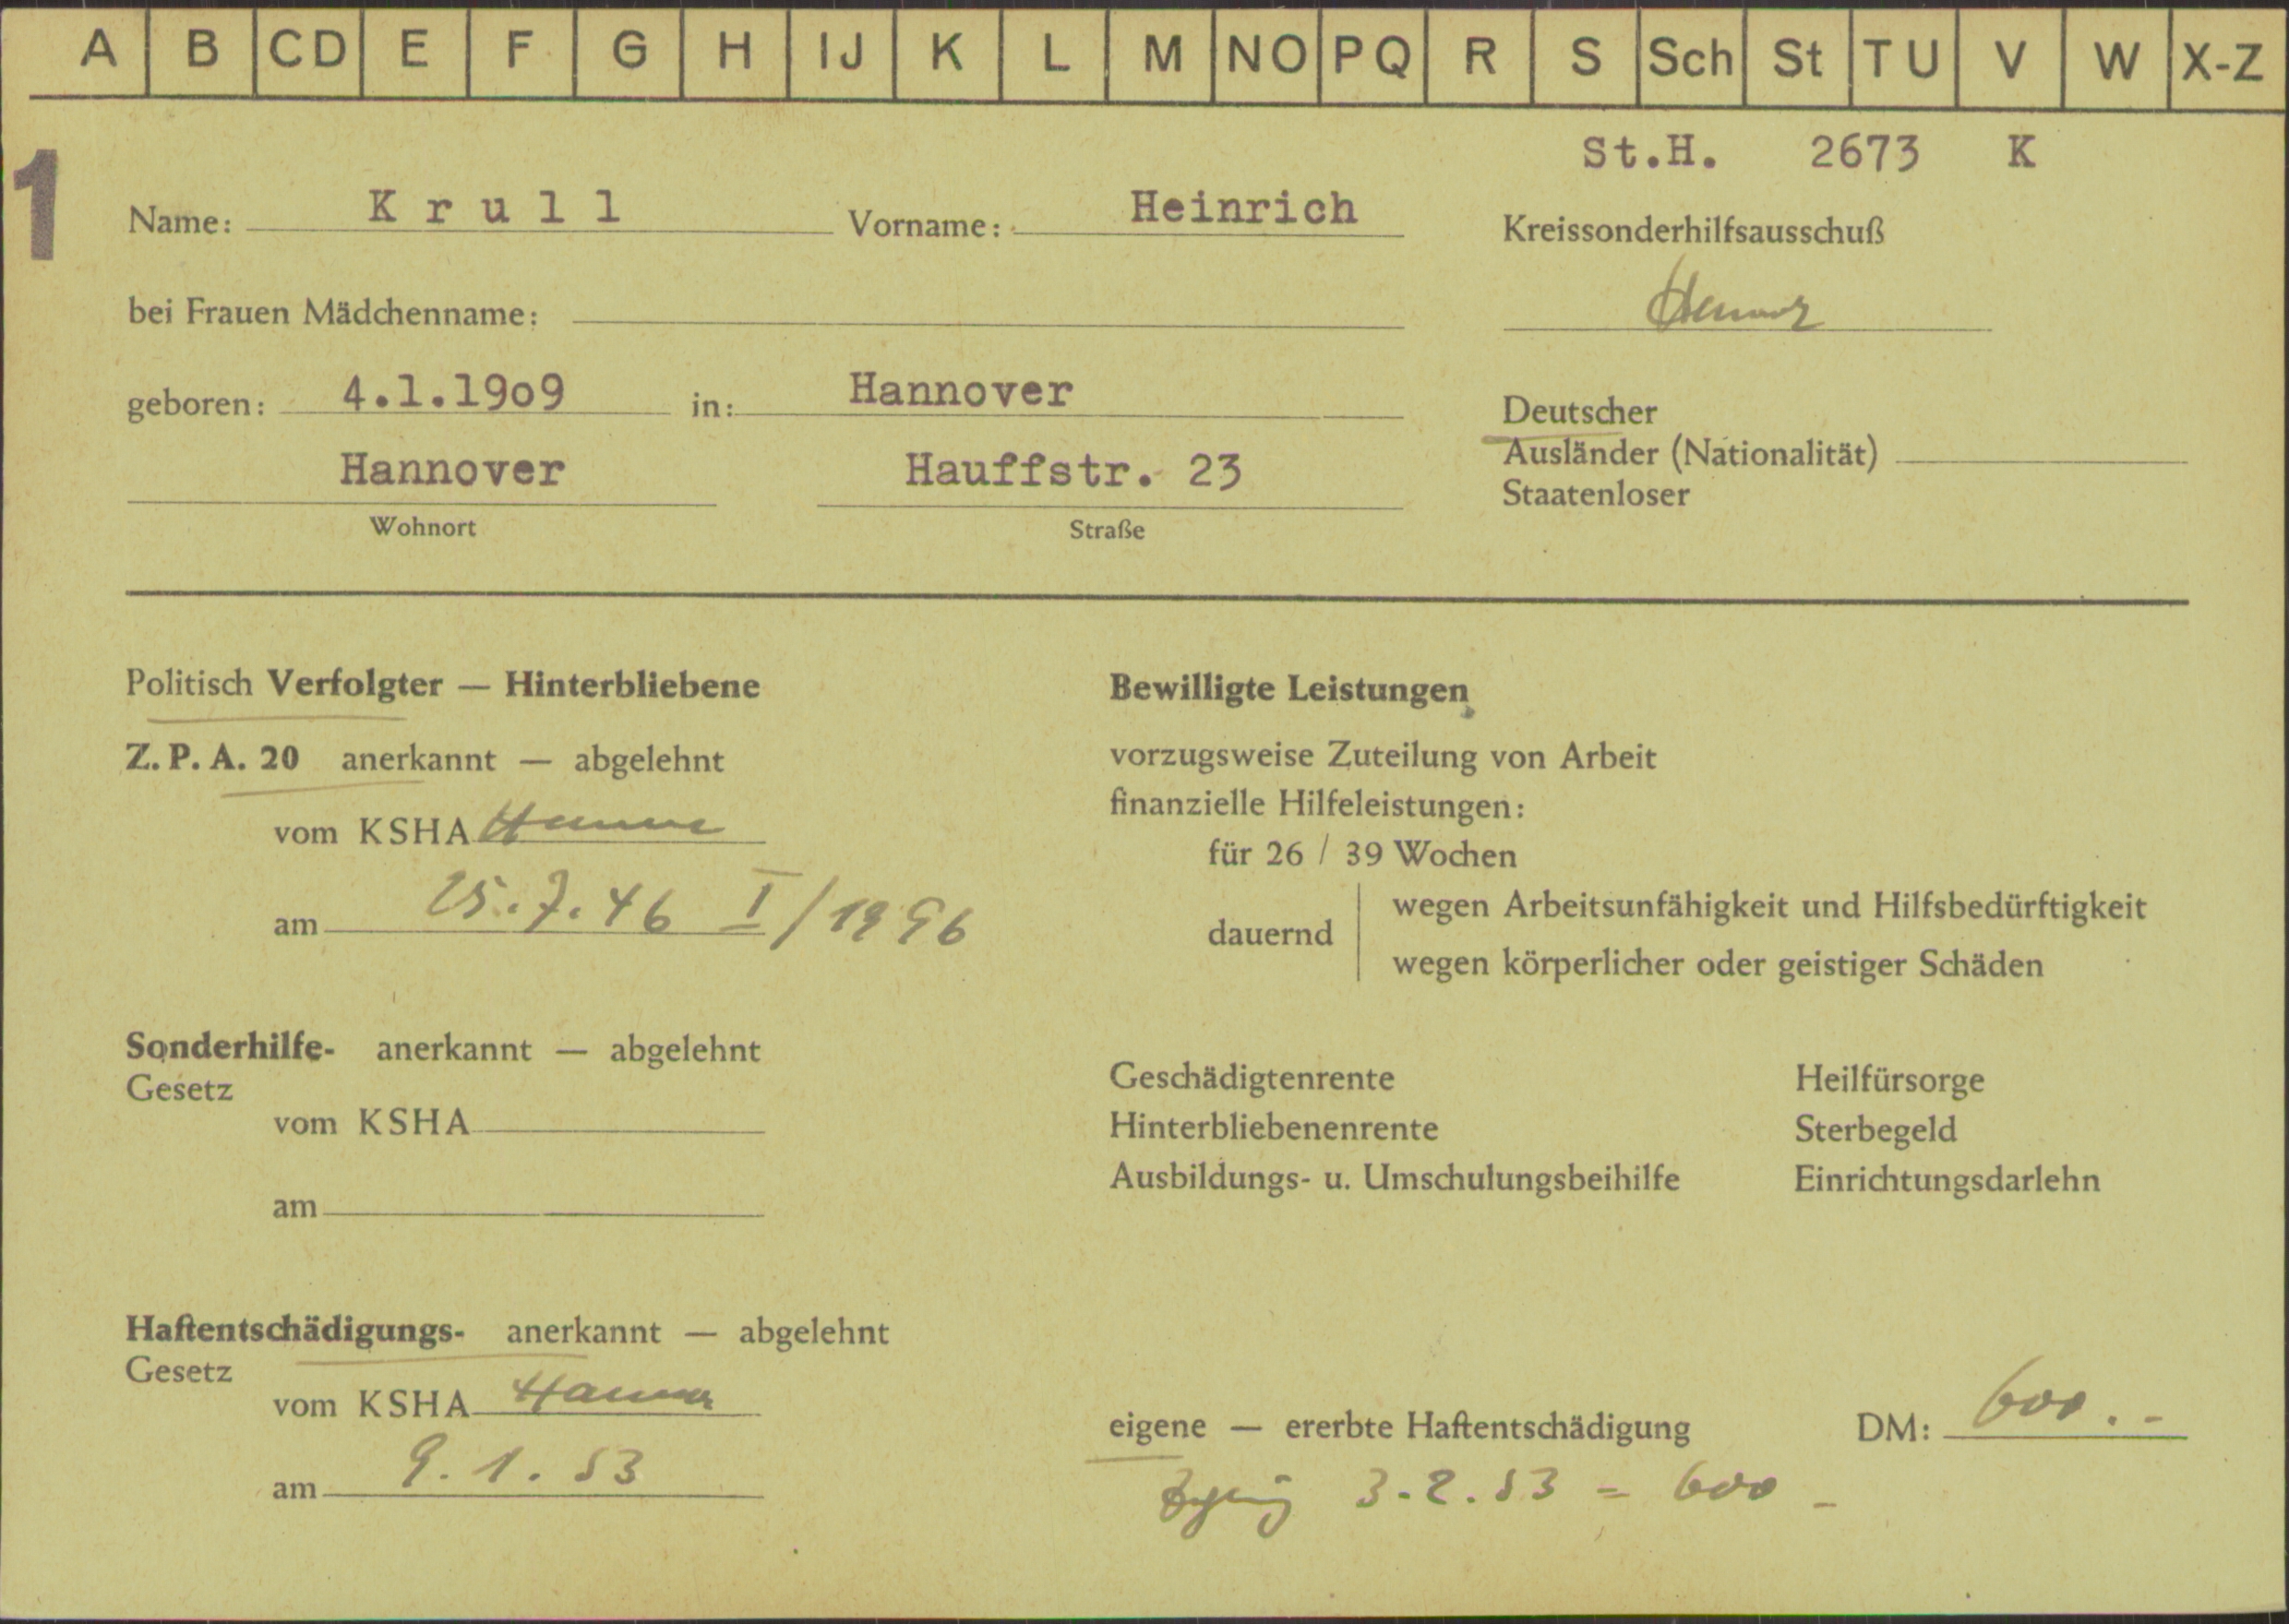 A B CD E F G H IJ K L M NO PQ R S Sch St TU V W X-Z
St.H. 2673 K
1
Name: Krull Vorname: Heinrich Kreissonderhilfsausschuß
bei Frauen Mädchenname:
geboren: 4.1.19o9 in: Hannover
Deutscher
Ausländer (Nationalität)
Staatenloser
Hannover Hauffstr. 23
Wohnort Straße
Politisch Verfolgter — Hinterbliebene
Z. P. A. 20 anerkannt — abgelehnt
vom KSHA
am 25.7.46 I/1996
Sonderhilfe- anerkannt — abgelehnt
Gesetz
vom KSHA
am
Haftentschädigungs- anerkannt — abgelehnt
Gesetz
vom KSHA
am 9.1.53
Bewilligte Leistungen
vorzugsweise Zuteilung von Arbeit
finanzielle Hilfeleistungen:
für 26 / 39 Wochen
dauernd
wegen Arbeitsunfähigkeit und Hilfsbedürftigkeit
wegen körperlicher oder geistiger Schäden
Geschädigtenrente Heilfürsorge
Hinterbliebenenrente Sterbegeld
Ausbildungs- u. Umschulungsbeihilfe Einrichtungsdarlehn
eigene — ererbte Haftentschädigung DM: 600.-
3.2.53 = 600 -